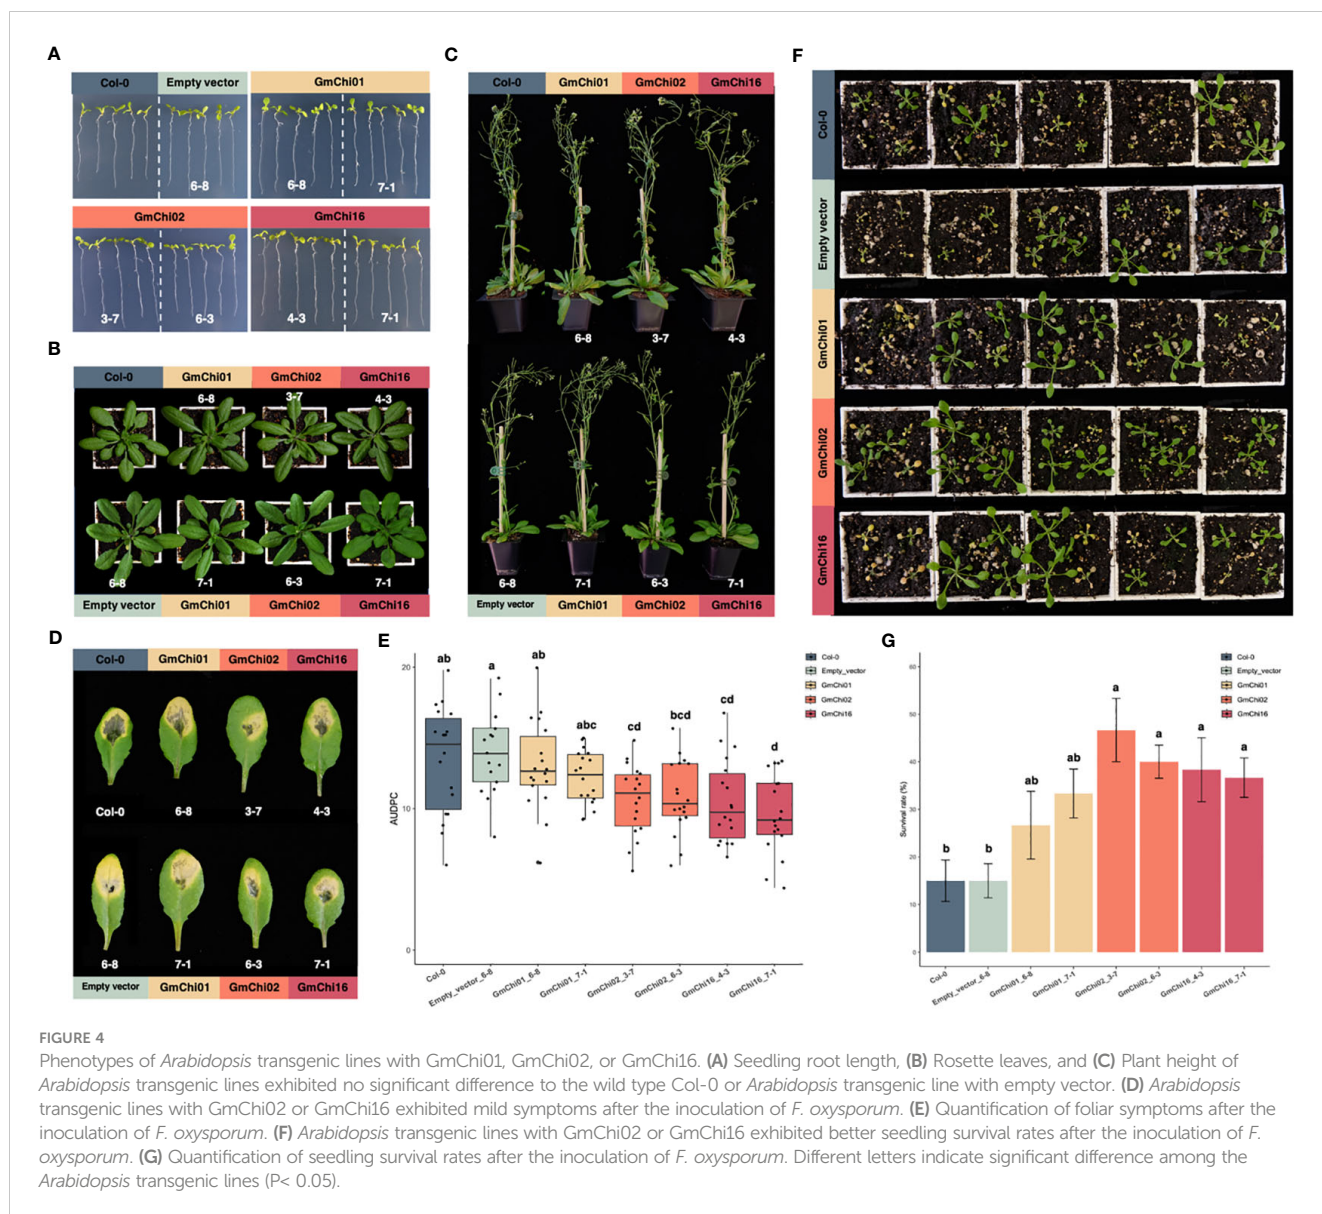 A
Col-0 Empty vector GmChi01
6-8 6-8 7-1
GmChi02 GmChi16
3-7 6-3 4-3 7-1
B
Col-0 GmChi01 GmChi02 GmChi16
6-8 3-7 4-3
6-8 7-1 6-3 7-1
Empty vector GmChi01 GmChi02 GmChi16
C
Col-0 GmChi01 GmChi02 GmChi16
6-8 3-7 4-3
6-8 7-1 6-3 7-1
Empty vector GmChi01 GmChi02 GmChi16
F
Col-0
Empty vector
GmChi01
GmChi02
GmChi16
D
Col-0 GmChi01 GmChi02 GmChi16
Col-0 6-8 3-7 4-3
6-8 7-1 6-3 7-1
Empty vector GmChi01 GmChi02 GmChi16
E
AUDPC
20
10
0
ab a ab abc cd bcd cd d
Col-0 Empty_vector_6-8 GmChi01_6-8 GmChi01_7-1 GmChi02_3-7 GmChi02_6-3 GmChi16_4-3 GmChi16_7-1
Col-0
Empty_vector
GmChi01
GmChi02
GmChi16
G
Survival rate (%)
60
50
40
30
20
10
0
b b ab ab a a a a
Col-0 Empty_vector_6-8 GmChi01_6-8 GmChi01_7-1 GmChi02_3-7 GmChi02_6-3 GmChi16_4-3 GmChi16_7-1
Col-0
Empty_vector
GmChi01
GmChi02
GmChi16
FIGURE 4
Phenotypes of Arabidopsis transgenic lines with GmChi01, GmChi02, or GmChi16. (A) Seedling root length, (B) Rosette leaves, and (C) Plant height of
Arabidopsis transgenic lines exhibited no significant difference to the wild type Col-0 or Arabidopsis transgenic line with empty vector. (D) Arabidopsis
transgenic lines with GmChi02 or GmChi16 exhibited mild symptoms after the inoculation of F. oxysporum. (E) Quantification of foliar symptoms after the
inoculation of F. oxysporum. (F) Arabidopsis transgenic lines with GmChi02 or GmChi16 exhibited better seedling survival rates after the inoculation of F.
oxysporum. (G) Quantification of seedling survival rates after the inoculation of F. oxysporum. Different letters indicate significant difference among the
Arabidopsis transgenic lines (P< 0.05).